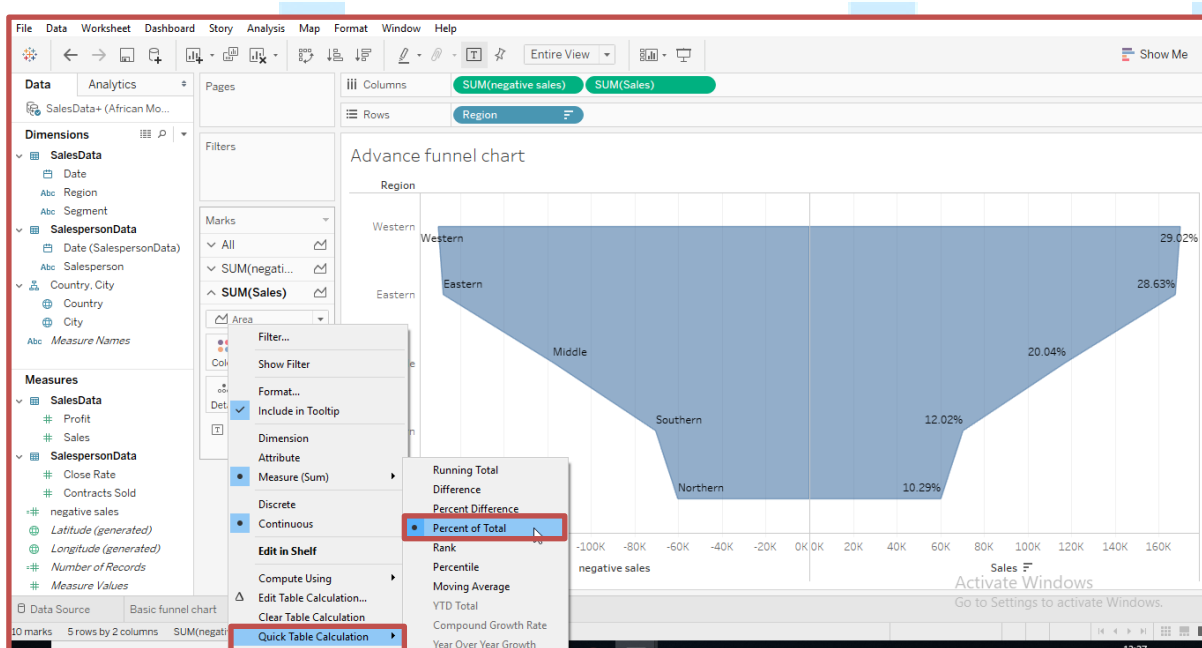 File Data Worksheet Dashboard Story Analysis Map Format Window Help
Entire View
Show Me
Data Analytics
SalesData+ (African Mo...
Dimensions
SalesData
Date
Abc Region
Abc Segment
SalespersonData
Date (SalespersonData)
Abc Salesperson
Country, City
Country
City
Abc Measure Names
Measures
SalesData
# Profit
# Sales
SalespersonData
# Close Rate
# Contracts Sold
=# negative sales
Latitude (generated)
Longitude (generated)
=# Number of Records
# Measure Values
Pages
Filters
Marks
All
SUM(negati...
SUM(Sales)
Area
Col
Det
T
Filter...
Show Filter
Format...
Include in Tooltip
Dimension
Attribute
Measure (Sum)
Discrete
Continuous
Edit in Shelf
Compute Using
Edit Table Calculation...
Clear Table Calculation
Quick Table Calculation
Running Total
Difference
Percent Difference
Percent of Total
Rank
Percentile
Moving Average
YTD Total
Compound Growth Rate
Year Over Year Growth
Columns SUM(negative sales) SUM(Sales)
Rows Region
Advance funnel chart
Region
Western
Western 29.02%
Eastern 28.63%
Eastern
Middle 20.04%
e
Southern 12.02%
n
Northern 10.29%
-100K -80K -60K -40K -20K 0K 0K 20K 40K 60K 80K 100K 120K 140K 160K
negative sales Sales
Activate Windows
Go to Settings to activate Windows.
Data Source Basic funnel chart
10 marks 5 rows by 2 columns SUM(negati